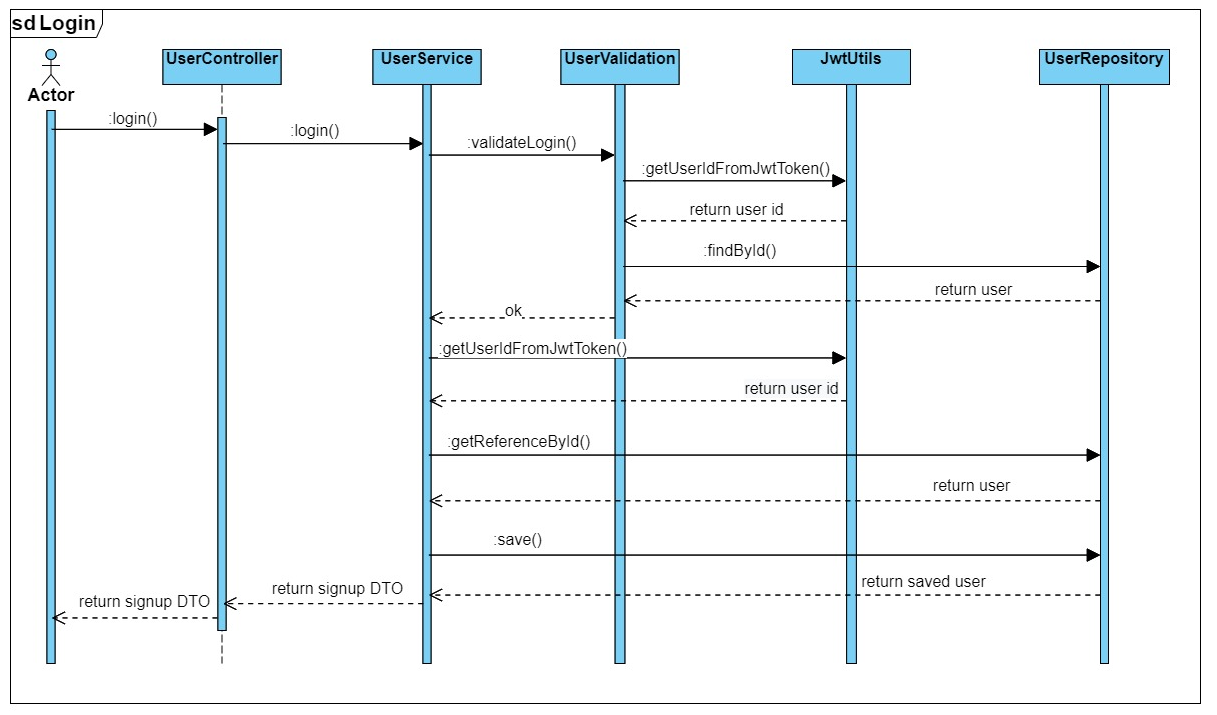 sd Login
Actor
UserController
UserService
UserValidation
JwtUtils
UserRepository
:login()
:login()
:validateLogin()
:getUserIdFromJwtToken()
return user id
:findById()
return user
ok
:getUserIdFromJwtToken()
return user id
:getReferenceById()
return user
:save()
return saved user
return signup DTO
return signup DTO